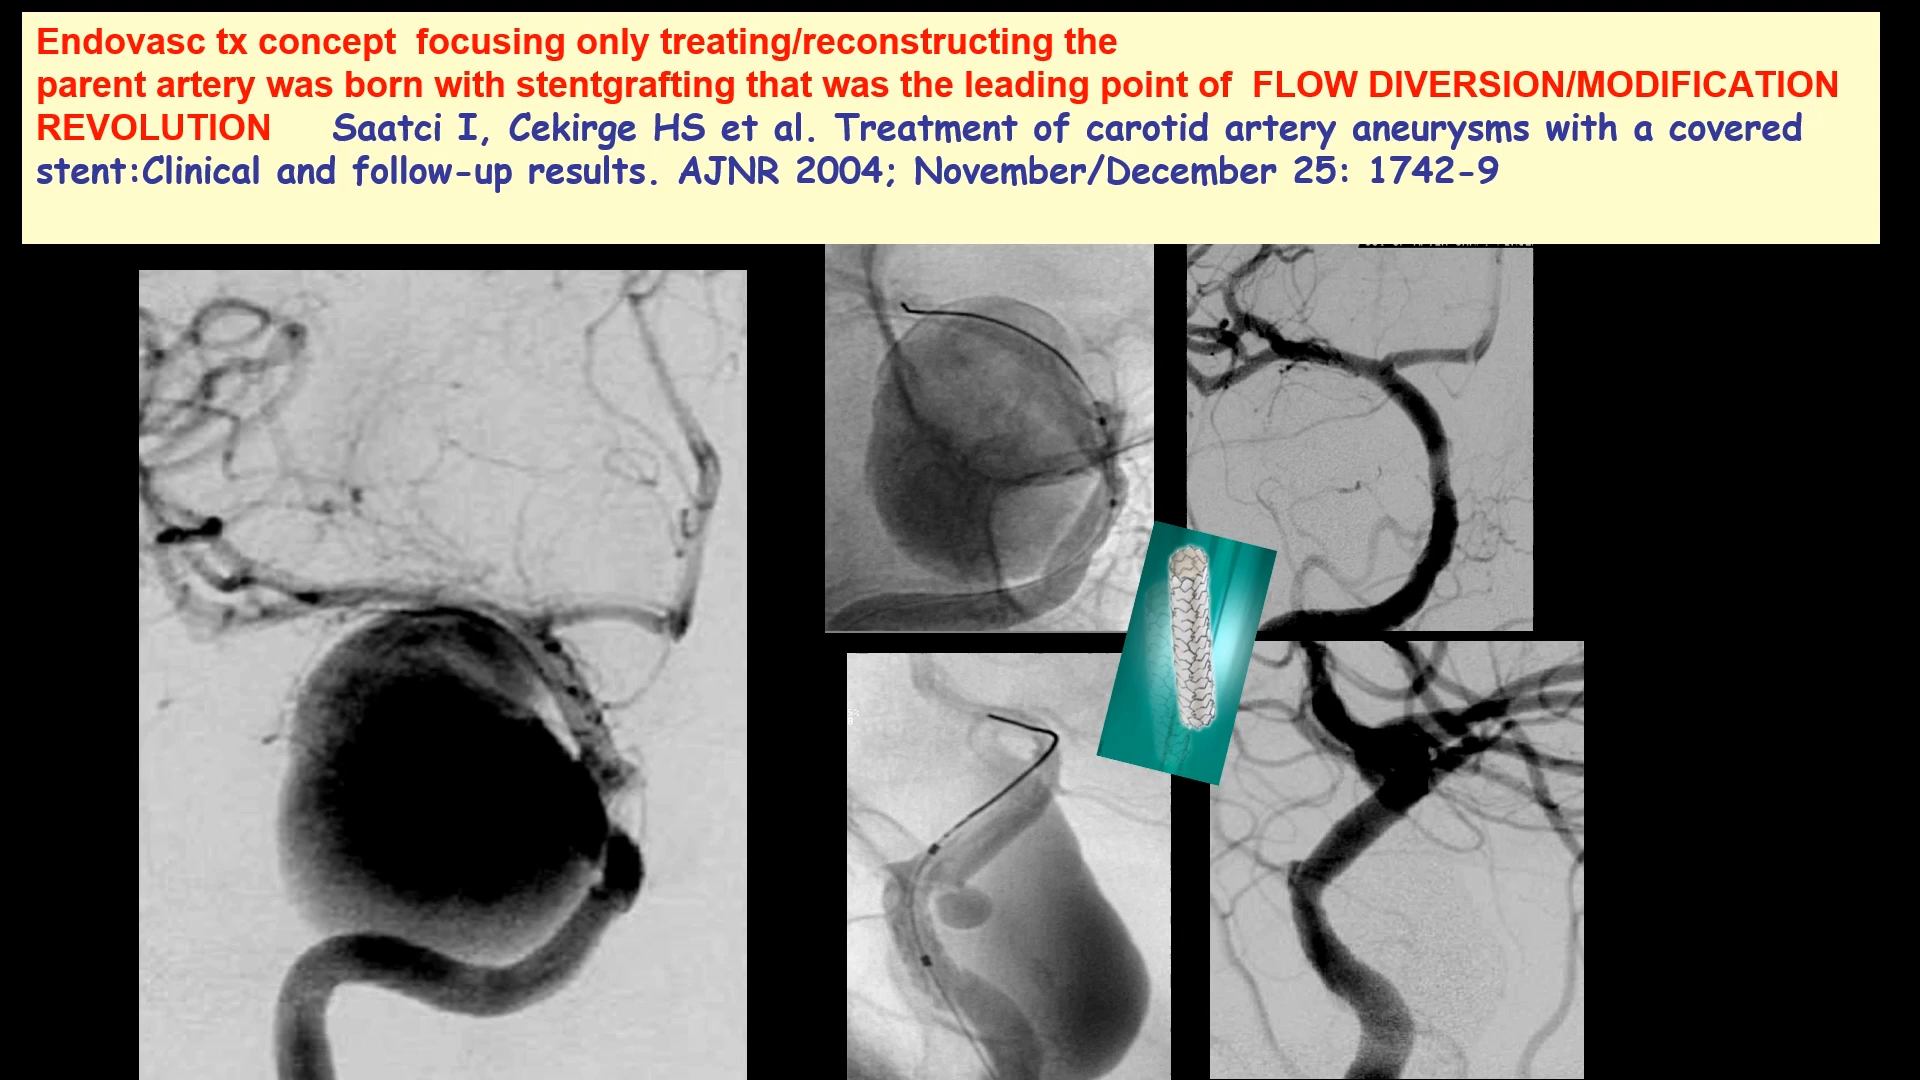 Endovasc tx concept focusing only treating/reconstructing the
parent artery was born with stentgrafting that was the leading point of FLOW DIVERSION/MODIFICATION
REVOLUTION Saatci I, Cekirge HS et al. Treatment of carotid artery aneurysms with a covered
stent:Clinical and follow-up results. AJNR 2004; November/December 25: 1742-9